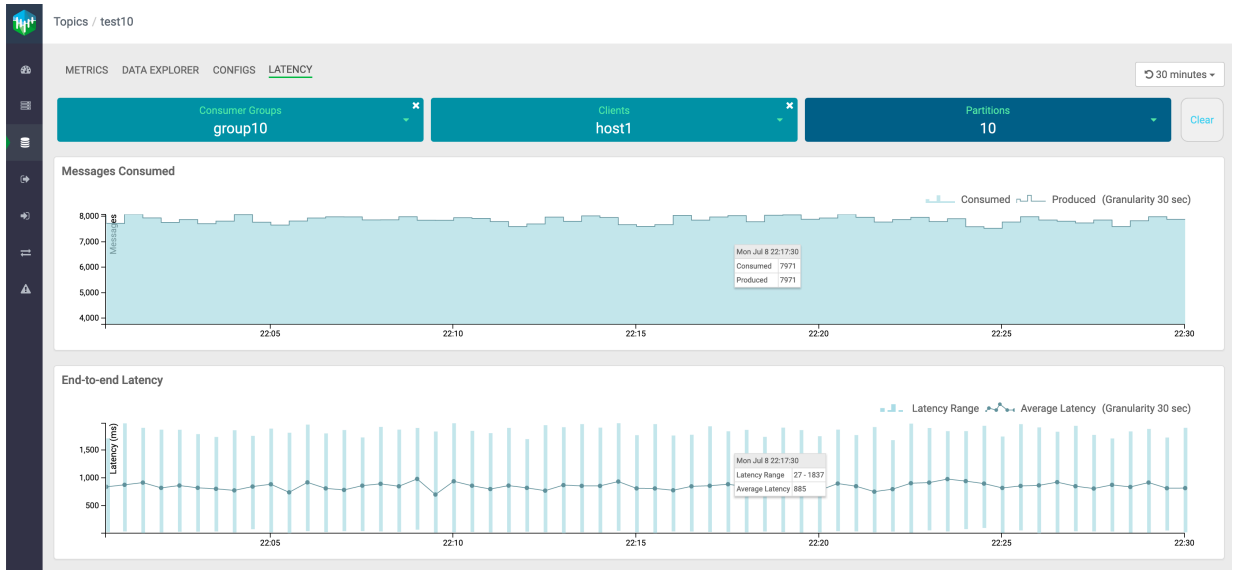 Topics / test10
METRICS DATA EXPLORER CONFIGS LATENCY
30 minutes
Consumer Groups
group10
Clients
host1
Partitions
10
Clear
Messages Consumed
Consumed Produced (Granularity 30 sec)
Messages
8,000
7,000
6,000
5,000
4,000
Mon Jul 8 22:17:30
Consumed 7971
Produced 7971
22:05 22:10 22:15 22:20 22:25 22:30
End-to-end Latency
Latency Range Average Latency (Granularity 30 sec)
Latency (ms)
1,500
1,000
500
Mon Jul 8 22:17:30
Latency Range 27 - 1837
Average Latency 885
22:05 22:10 22:15 22:20 22:25 22:30